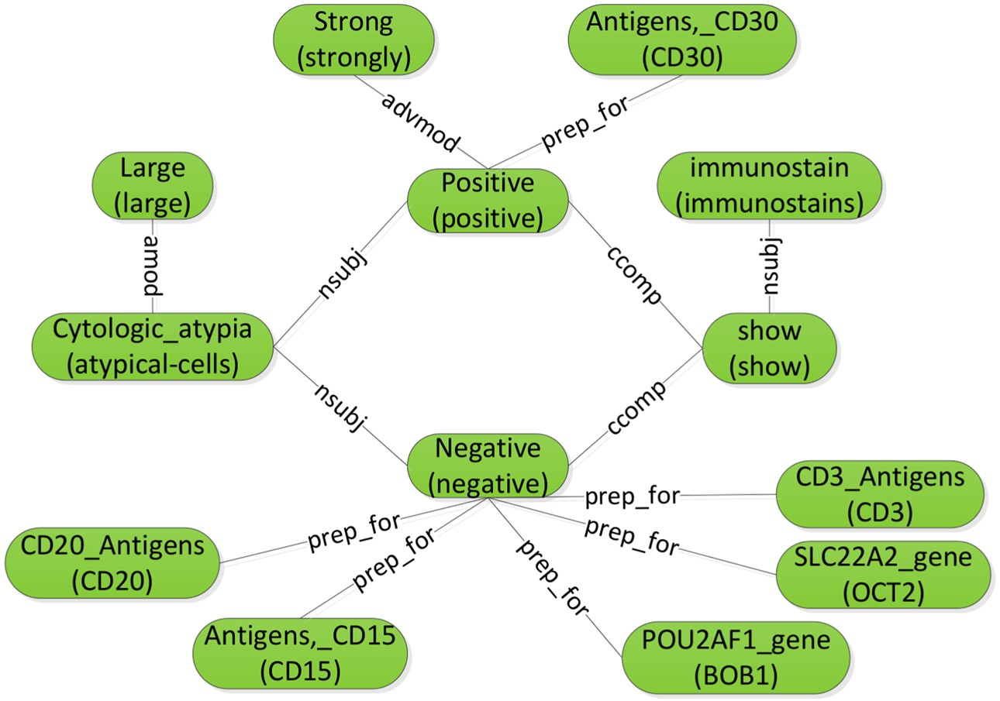 Strong
(strongly)
Antigens,_CD30
(CD30)
advmod
prep_for
Large
(large)
Positive
(positive)
immunostain
(immunostains)
amod
nsubj
ccomp
nsubj
Cytologic_atypia
(atypical-cells)
show
(show)
nsubj
ccomp
Negative
(negative)
prep_for
CD3_Antigens
(CD3)
prep_for
prep_for
prep_for
prep_for
CD20_Antigens
(CD20)
SLC22A2_gene
(OCT2)
Antigens,_CD15
(CD15)
POU2AF1_gene
(BOB1)